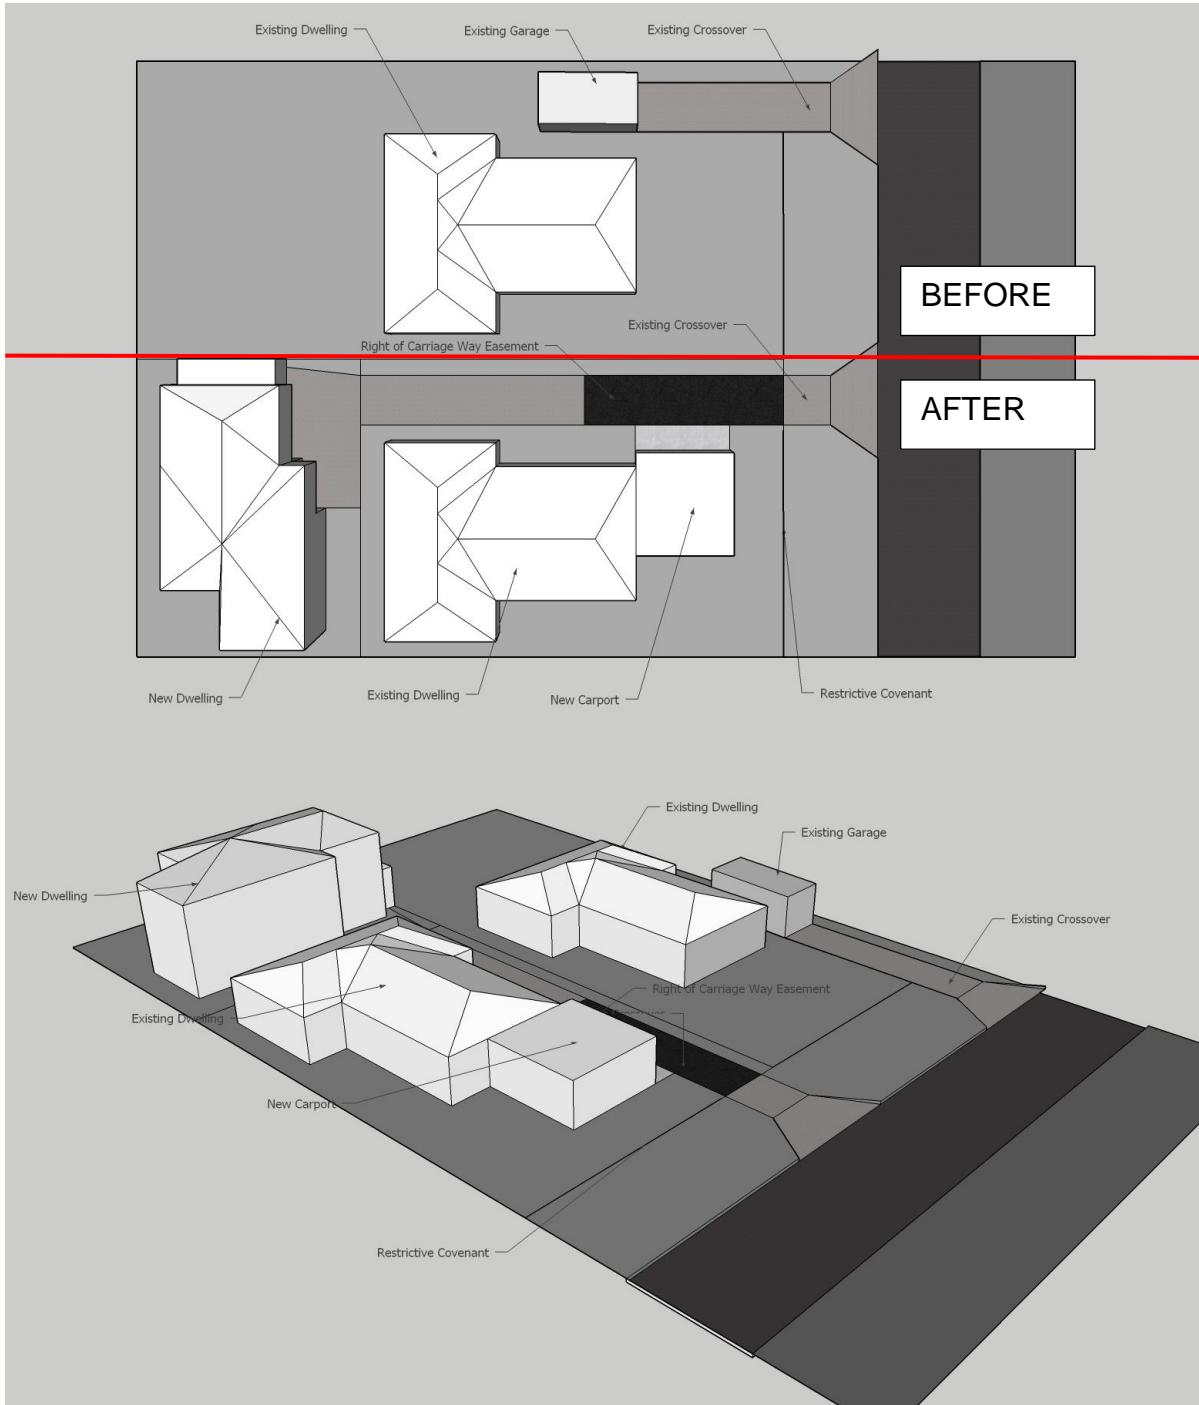 Existing Dwelling
Existing Garage
Existing Crossover
BEFORE
Existing Crossover
Right of Carriage Way Easement
AFTER
New Dwelling
Existing Dwelling
New Carport
Restrictive Covenant
Existing Dwelling
Existing Garage
New Dwelling
Existing Crossover
Right of Carriage Way Easement
Existing Dwelling
New Carport
Restrictive Covenant